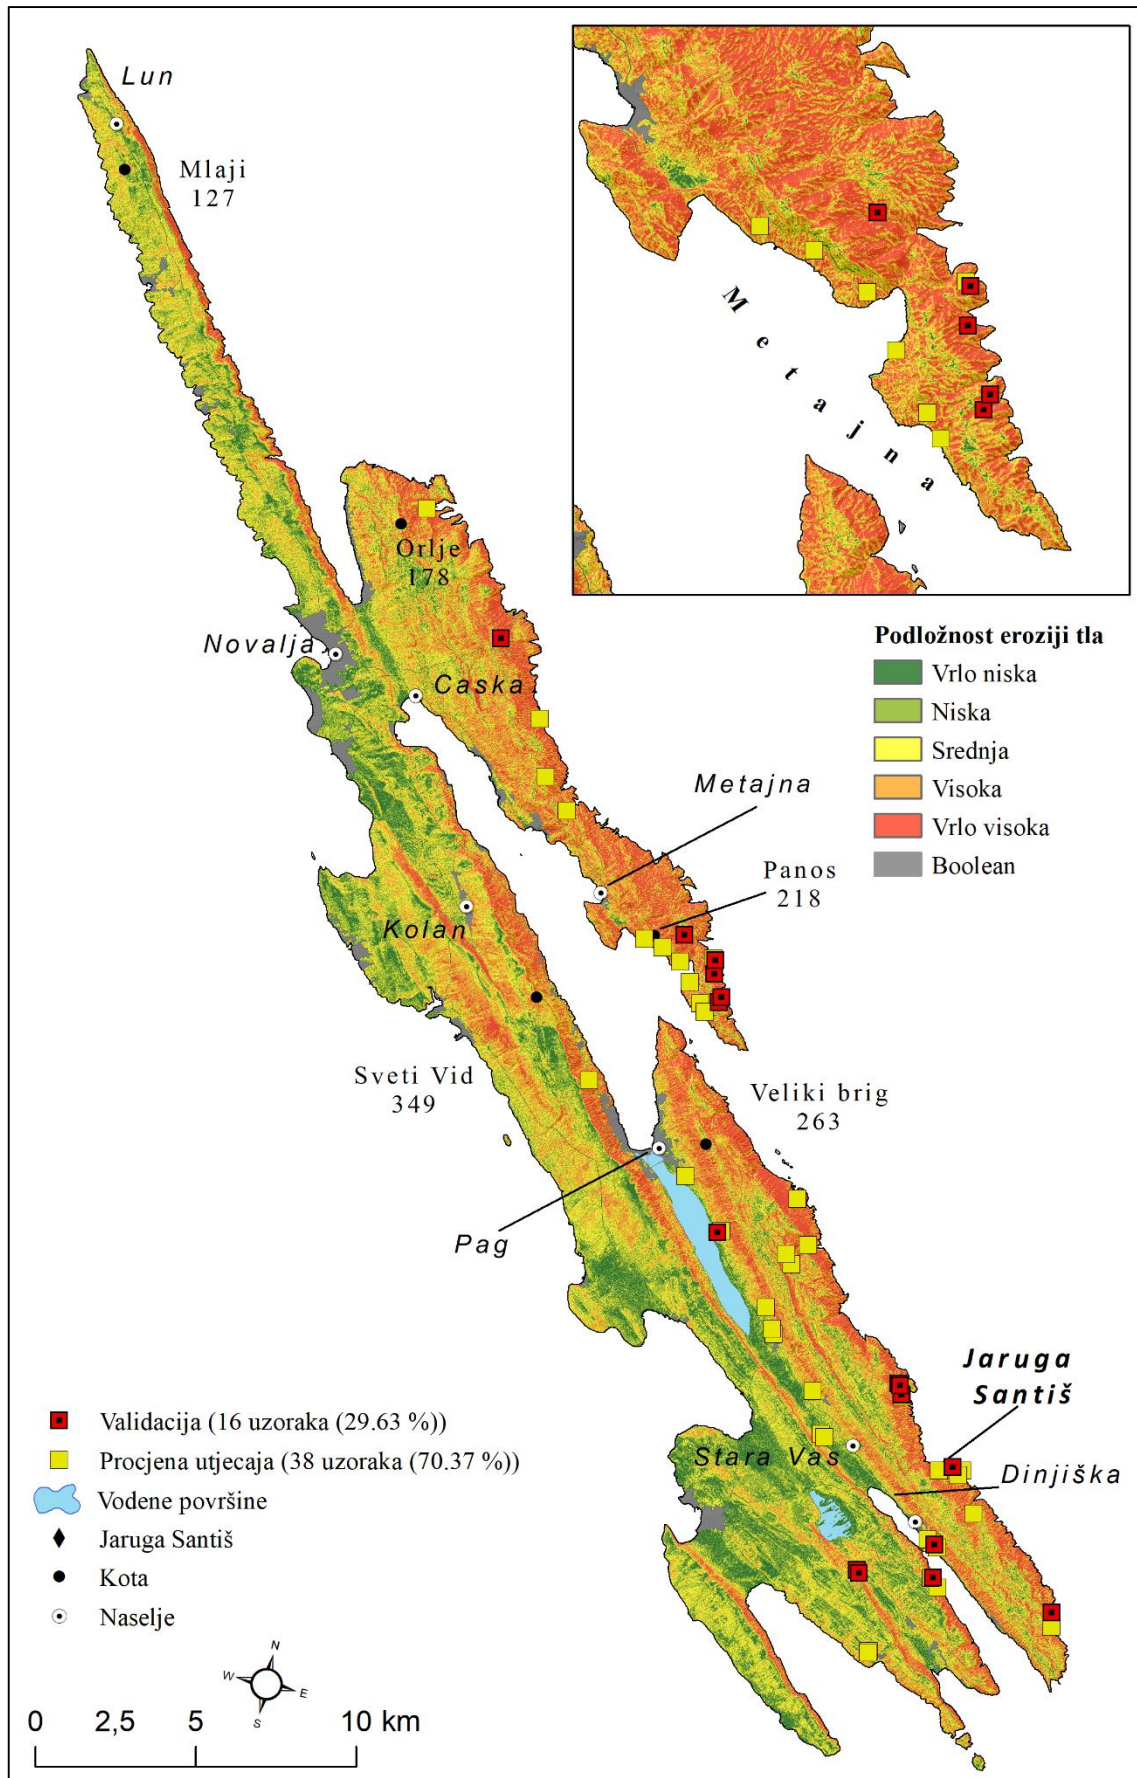 Lun
Mlaji
127
M e t a j n a
Orlje
178
Novalja
Caska
Podložnost eroziji tla
Vrlo niska
Niska
Srednja
Visoka
Vrlo visoka
Boolean
Metajna
Panos
218
Kolan
Sveti Vid
349
Veliki brig
263
Pag
Jaruga
Santiš
Stara Vas
Dinjiška
Validacija (16 uzoraka (29.63 %))
Procjena utjecaja (38 uzoraka (70.37 %))
Vodene površine
Jaruga Santiš
Kota
Naselje
N
W
E
S
0 2,5 5 10 km